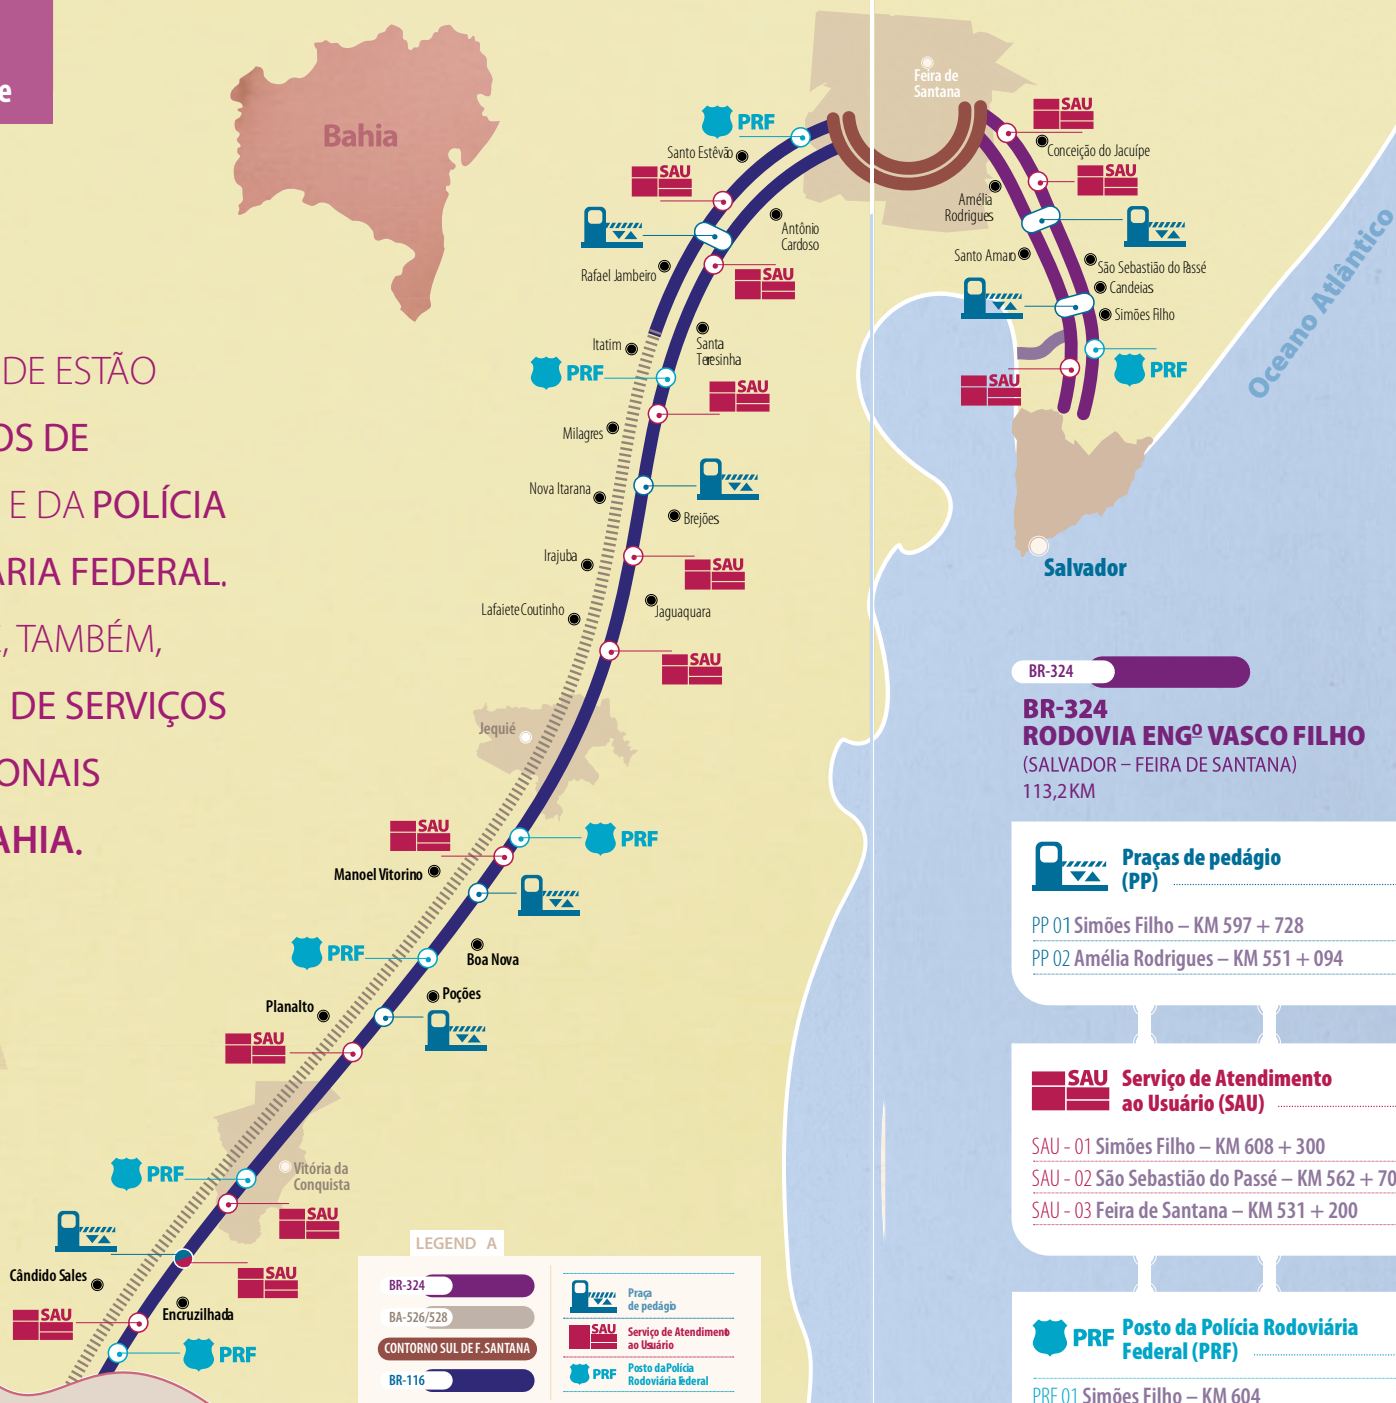 e
Bahia
DE ESTÃO
OS DE
E DA POLÍCIA
ARIA FEDERAL.
, TAMBÉM,
DE SERVIÇOS
ONAIS
AHIA.
Feira de
Santana
PRF
Santo Estêvão
SAU
Antônio
Cardoso
Rafael Jambeiro
SAU
Itatim
Santa
Teresinha
PRF
SAU
Milagres
Nova Itarana
Brejões
Irajuba
SAU
Lafaiete Coutinho
Jaguaquara
SAU
Jequié
SAU
PRF
Manoel Vitorino
PRF
Boa Nova
Poções
Planalto
SAU
PRF
Vitória da
Conquista
SAU
Cândido Sales
SAU
Encruzilhada
SAU
PRF
SAU
Conceição do Jacuípe
SAU
Amélia
Rodrigues
Santo Amaro
São Sebastião do Passé
Candeias
Simões Filho
PRF
SAU
Oceano Atlântico
Salvador
BR-324
BR-324
RODOVIA ENGº VASCO FILHO
(SALVADOR – FEIRA DE SANTANA)
113,2 KM
Praças de pedágio
(PP)
PP 01 Simões Filho – KM 597 + 728
PP 02 Amélia Rodrigues – KM 551 + 094
SAU Serviço de Atendimento
ao Usuário (SAU)
SAU - 01 Simões Filho – KM 608 + 300
SAU - 02 São Sebastião do Passé – KM 562 + 70
SAU - 03 Feira de Santana – KM 531 + 200
PRF Posto da Polícia Rodoviária
Federal (PRF)
PRF 01 Simões Filho – KM 604
LEGEND A
BR-324
BA-526/528
CONTORNO SUL DE F. SANTANA
BR-116
Praça
de pedágio
SAU Serviço de Atendimento
ao Usuário
PRF Posto da Polícia
Rodoviária Federal